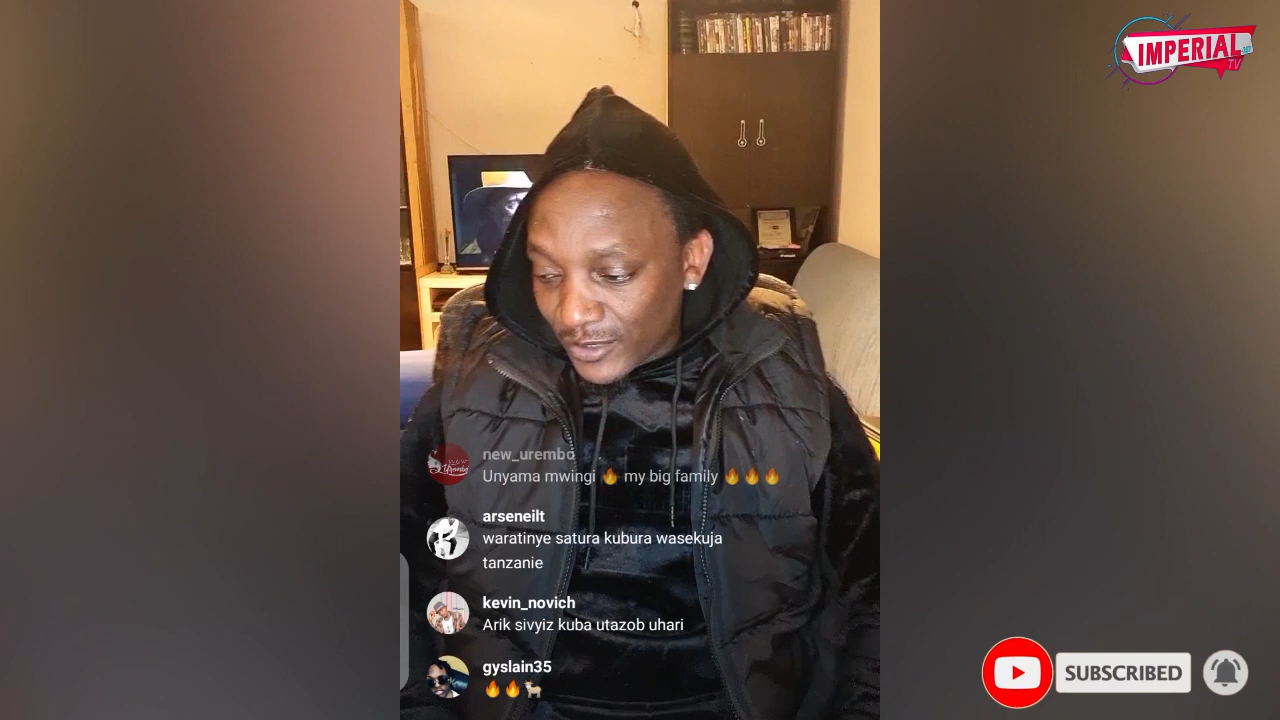 IMPERIAL
TV
new_urembo
Unyama mwingi 🔥 my big family 🔥🔥🔥
arseneilt
waratinye satura kubura wasekuja
tanzanie
kevin_novich
Arik sivyiz kuba utazob uhari
gyslain35
🔥🔥🐐
SUBSCRIBED